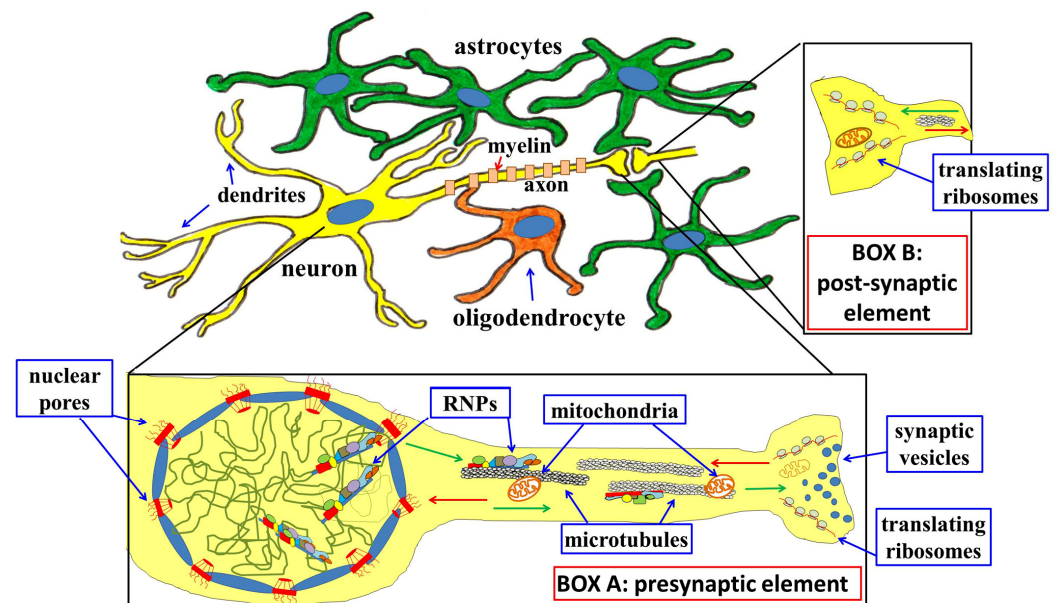 astrocytes
myelin
axon
dendrites
neuron
oligodendrocyte
translating
ribosomes
BOX B:
post-synaptic
element
nuclear
pores
RNPs
mitochondria
microtubules
synaptic
vesicles
translating
ribosomes
BOX A: presynaptic element